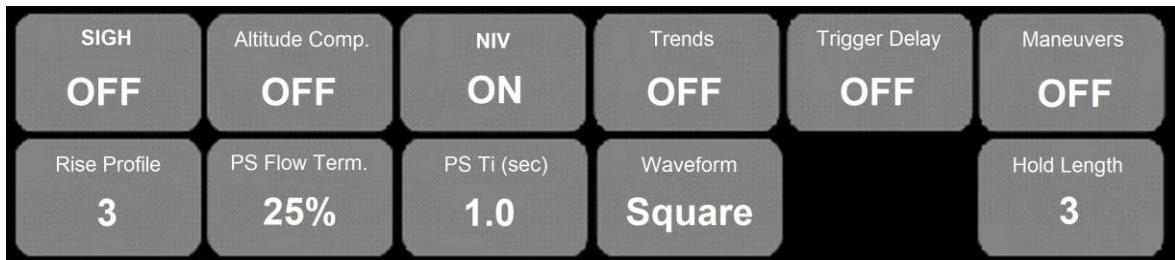 SIGH
OFF
Altitude Comp.
OFF
NIV
ON
Trends
OFF
Trigger Delay
OFF
Maneuvers
OFF
Rise Profile
3
PS Flow Term.
25%
PS Ti (sec)
1.0
Waveform
Square
Hold Length
3